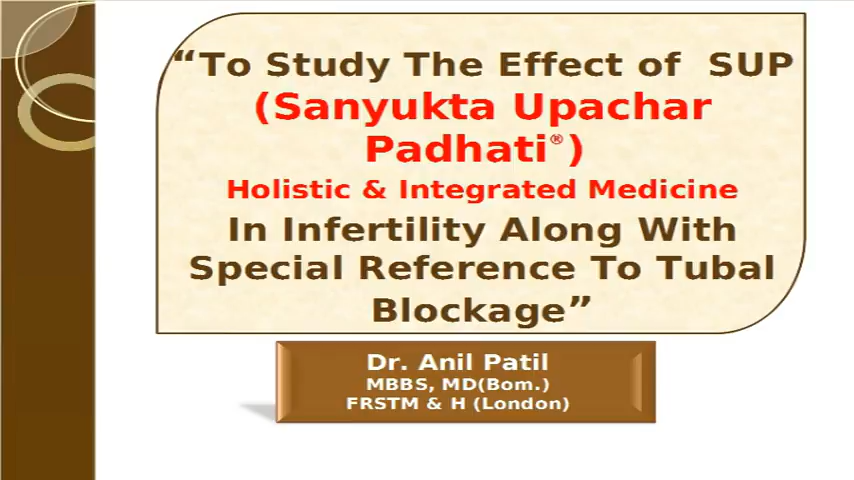 “To Study The Effect of SUP
(Sanyukta Upachar
Padhati®)
Holistic & Integrated Medicine
In Infertility Along With
Special Reference To Tubal
Blockage”
Dr. Anil Patil
MBBS, MD(Bom.)
FRSTM & H (London)